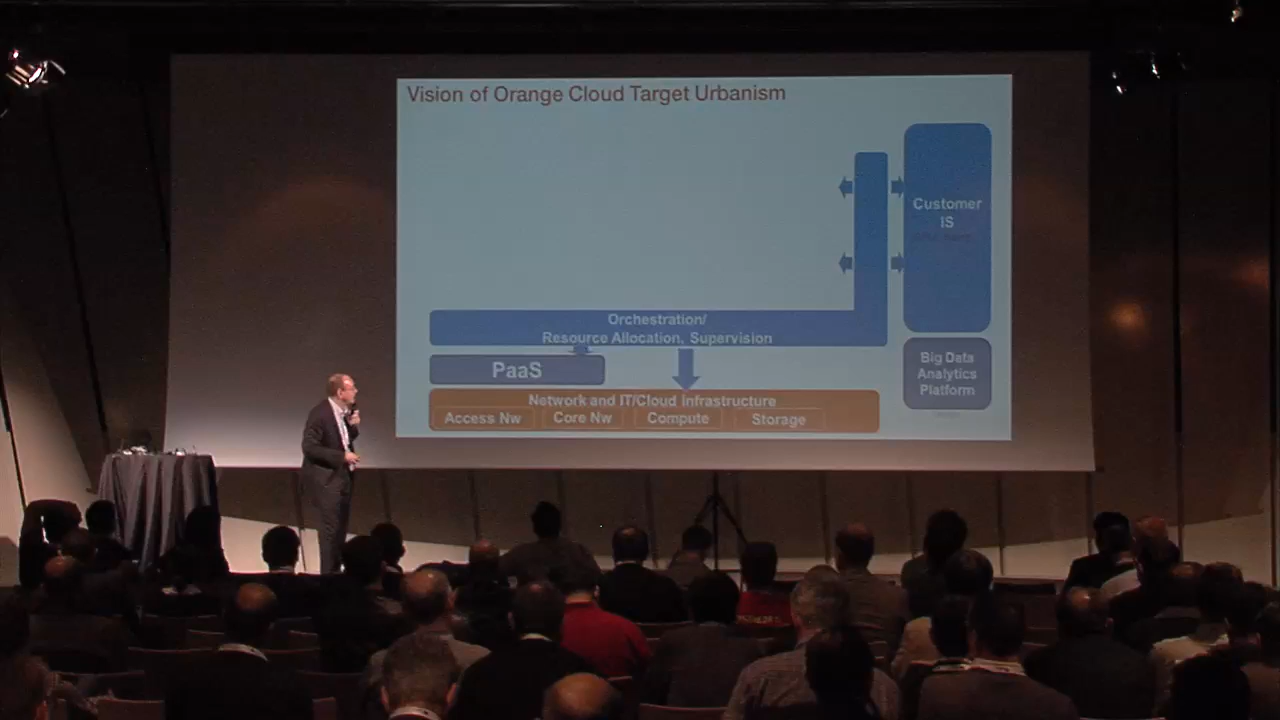 Vision of Orange Cloud Target Urbanism
Customer
IS
Orchestration/
Resource Allocation, Supervision
PaaS
Big Data
Analytics
Platform
Network and IT/Cloud Infrastructure
Access Nw
Core Nw
Compute
Storage